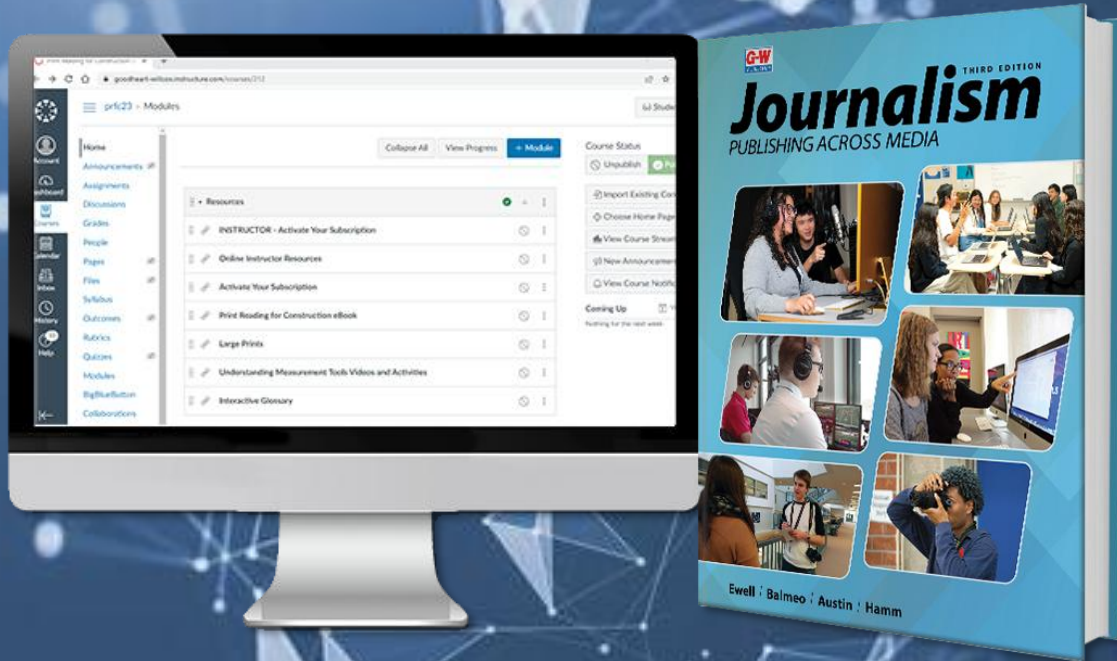 goodheart-willcox.instructure.com/courses/212
prfc23 › Modules
Account
Dashboard
Courses
Calendar
Inbox
History
Help
Home
Announcements
Assignments
Discussions
Grades
People
Pages
Files
Syllabus
Outcomes
Rubrics
Quizzes
Modules
BigBlueButton
Collaborations
Collapse All
View Progress
+ Module
Resources
INSTRUCTOR - Activate Your Subscription
Online Instructor Resources
Activate Your Subscription
Print Reading for Construction eBook
Large Prints
Understanding Measurement Tools Videos and Activities
Interactive Glossary
Course Status
Unpublish
Import Existing
Choose Home Page
View Course Stream
New Announcement
View Course
Coming Up
Nothing for the next week
G-W
THIRD EDITION
Journalism
PUBLISHING ACROSS MEDIA
Ewell / Balmeo / Austin / Hamm